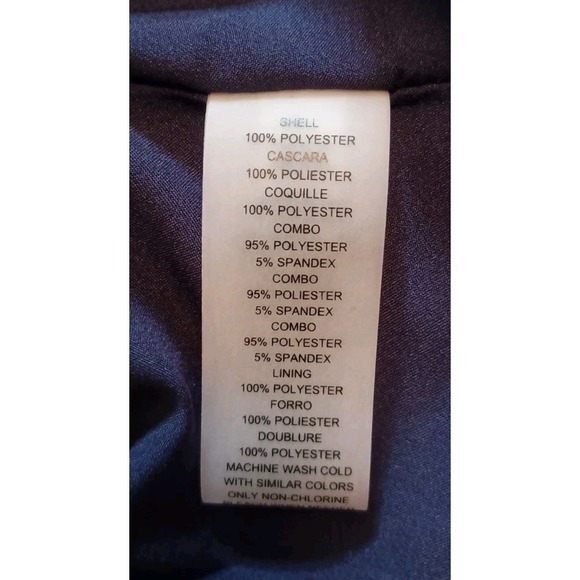 SHELL
100% POLYESTER
CASCARA
100% POLIESTER
COQUILLE
100% POLYESTER
COMBO
95% POLYESTER
5% SPANDEX
COMBO
95% POLIESTER
5% SPANDEX
COMBO
95% POLYESTER
5% SPANDEX
LINING
100% POLYESTER
FORRO
100% POLIESTER
DOUBLURE
100% POLYESTER
MACHINE WASH COLD
WITH SIMILAR COLORS
ONLY NON-CHLORINE